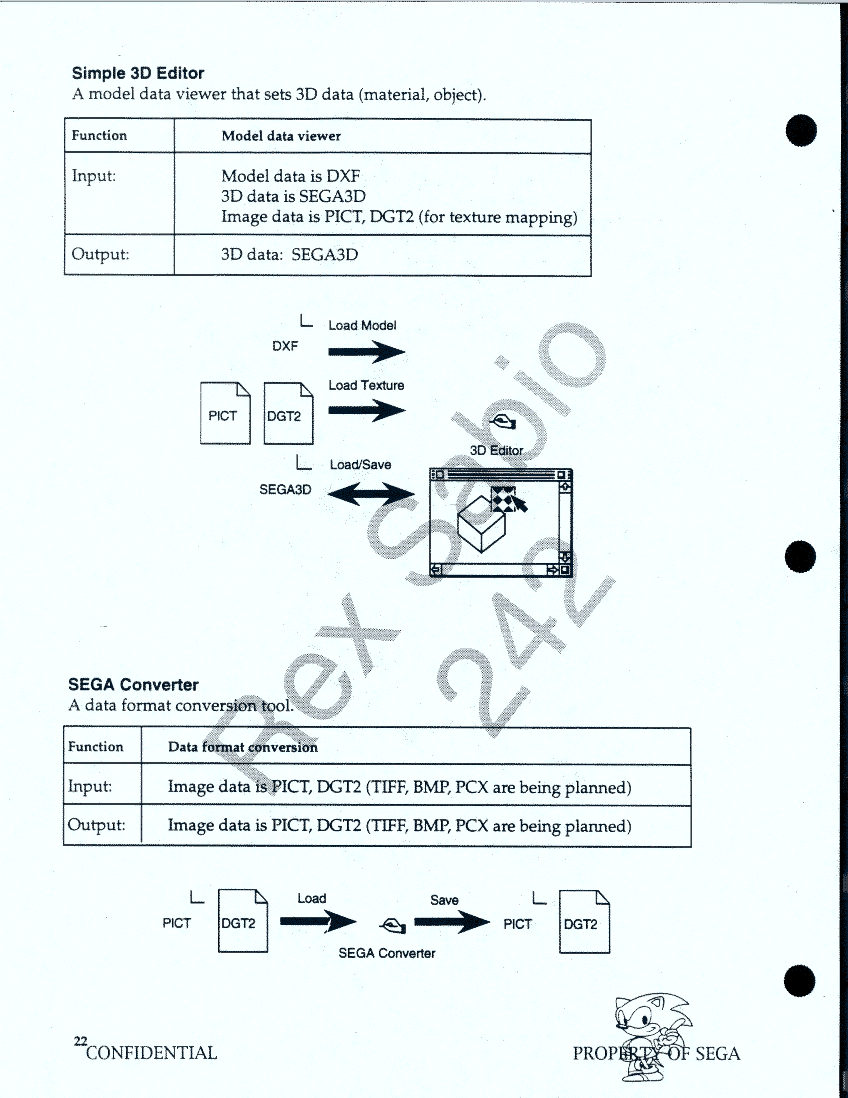 Simple 3D Editor
A model data viewer that sets 3D data (material, object).
Function Model data viewer
Input: Model data is DXF
3D data is SEGA3D
Image data is PICT, DGT2 (for texture mapping)
Output: 3D data: SEGA3D
Load Model
DXF
Load Texture
PICT DGT2
3D Editor
Load/Save
SEGA3D
Rex Sabio
242
SEGA Converter
A data format conversion tool.
Function Data format conversion
Input: Image data is PICT, DGT2 (TIFF, BMP, PCX are being planned)
Output: Image data is PICT, DGT2 (TIFF, BMP, PCX are being planned)
Load Save
PICT DGT2 PICT DGT2
SEGA Converter
22 CONFIDENTIAL PROPERTY OF SEGA